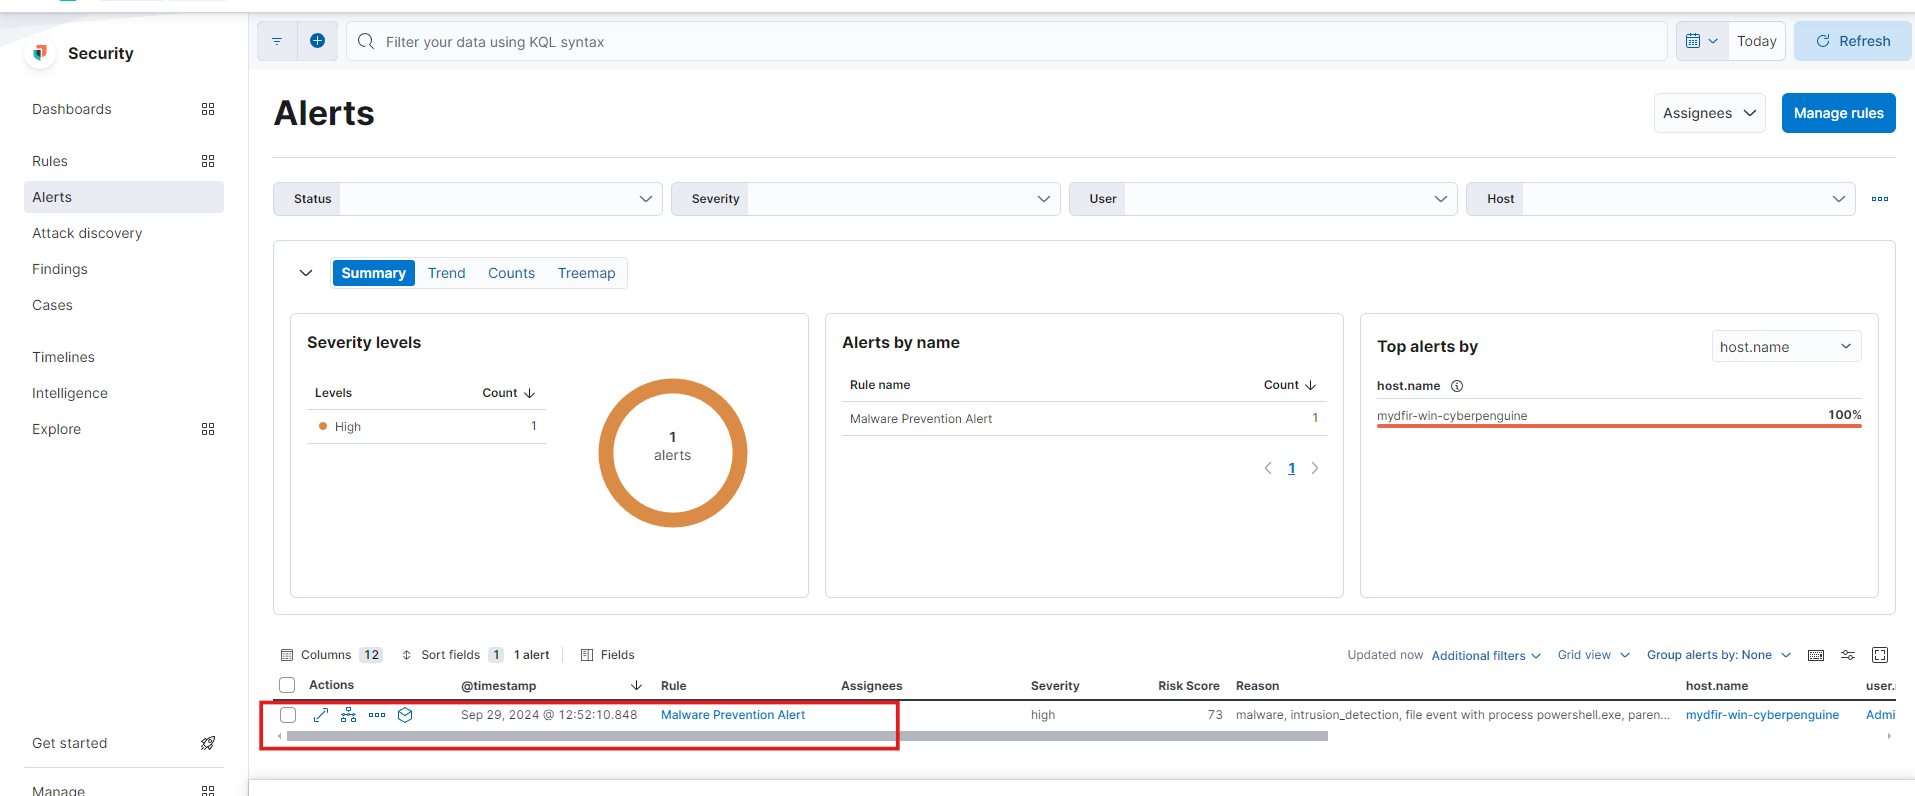 Security
Filter your data using KQL syntax
Today
Refresh
Dashboards
Rules
Alerts
Attack discovery
Findings
Cases
Timelines
Intelligence
Explore
Get started
Manage
Alerts
Assignees
Manage rules
Status
Severity
User
Host
Summary Trend Counts Treemap
Severity levels
Levels Count
High 1
1
alerts
Alerts by name
Rule name Count
Malware Prevention Alert 1
1
Top alerts by host.name
host.name
mydfir-win-cyberpenguine 100%
Columns 12 Sort fields 1 1 alert Fields
Updated now Additional filters Grid view Group alerts by: None
Actions @timestamp Rule Assignees Severity Risk Score Reason host.name user.
Sep 29, 2024 @ 12:52:10.848 Malware Prevention Alert high 73 malware, intrusion_detection, file event with process powershell.exe, paren... mydfir-win-cyberpenguine Admi